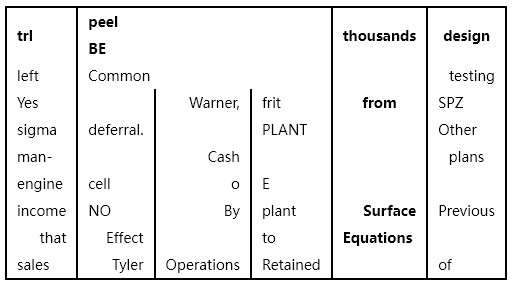 trl peel BE thousands design
left Common testing
Yes Warner, frit from SPZ
sigma deferral. PLANT Other
man- Cash plans
engine cell o E
income NO By plant Surface Previous
that Effect to Equations
sales Tyler Operations Retained of